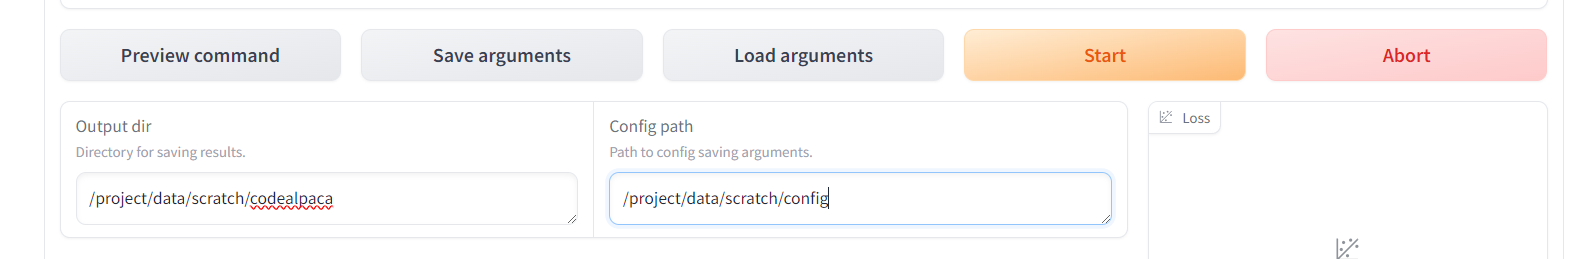 Preview command
Save arguments
Load arguments
Start
Abort
Output dir
Directory for saving results.
/project/data/scratch/codealpaca
Config path
Path to config saving arguments.
/project/data/scratch/config
Loss